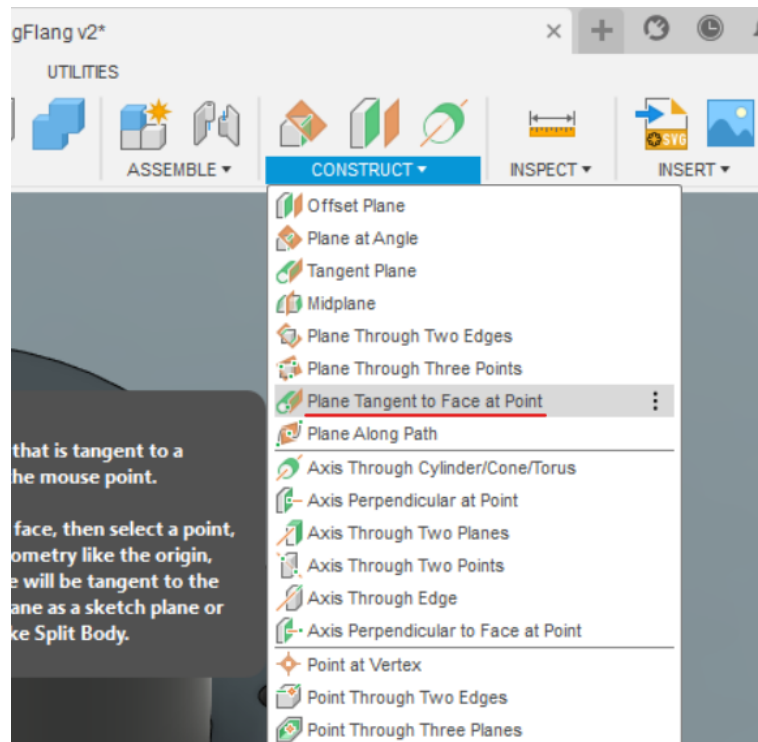 gFlang v2*
UTILITIES
ASSEMBLE
CONSTRUCT
INSPECT
SVG
INSERT
Offset Plane
Plane at Angle
Tangent Plane
Midplane
Plane Through Two Edges
Plane Through Three Points
Plane Tangent to Face at Point
Plane Along Path
Axis Through Cylinder/Cone/Torus
Axis Perpendicular at Point
Axis Through Two Planes
Axis Through Two Points
Axis Through Edge
Axis Perpendicular to Face at Point
Point at Vertex
Point Through Two Edges
Point Through Three Planes
that is tangent to a
he mouse point.
face, then select a point,
ometry like the origin,
e will be tangent to the
ane as a sketch plane or
ke Split Body.